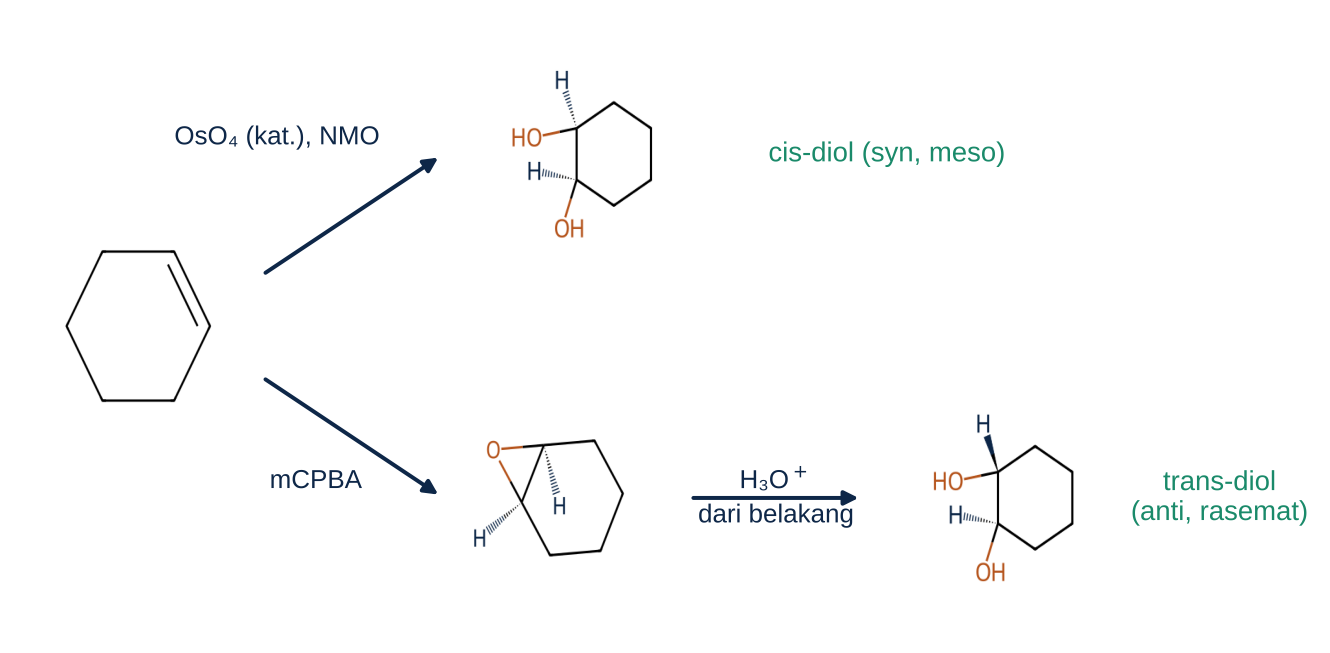 H
OsO₄ (kat.), NMO
HO
cis-diol (syn, meso)
H
OH
H
O
HO
trans-diol
mCPBA
H₃O⁺
H
H
dari belakang
(anti, rasemat)
H
OH